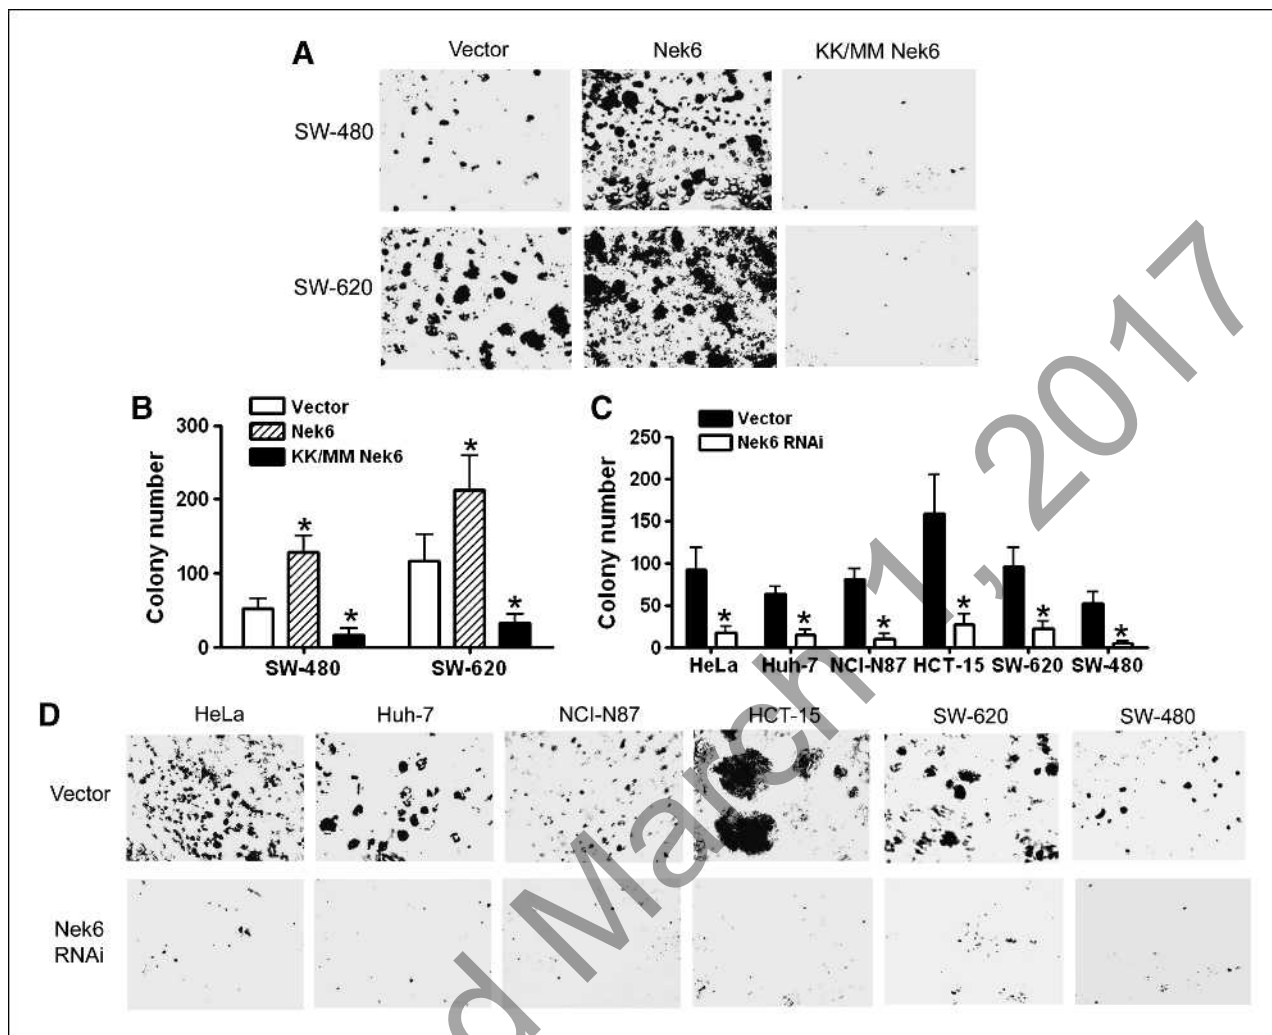 A
Vector Nek6 KK/MM Nek6
SW-480
SW-620
B
Vector
Nek6
KK/MM Nek6
Colony number
300
200
100
0
* * * *
SW-480 SW-620
C
Vector
Nek6 RNAi
Colony number
250
200
150
100
50
0
* * * * * *
HeLa Huh-7 NCI-N87 HCT-15 SW-620 SW-480
D
HeLa Huh-7 NCI-N87 HCT-15 SW-620 SW-480
Vector
Nek6
RNAi
d March 1, 2017